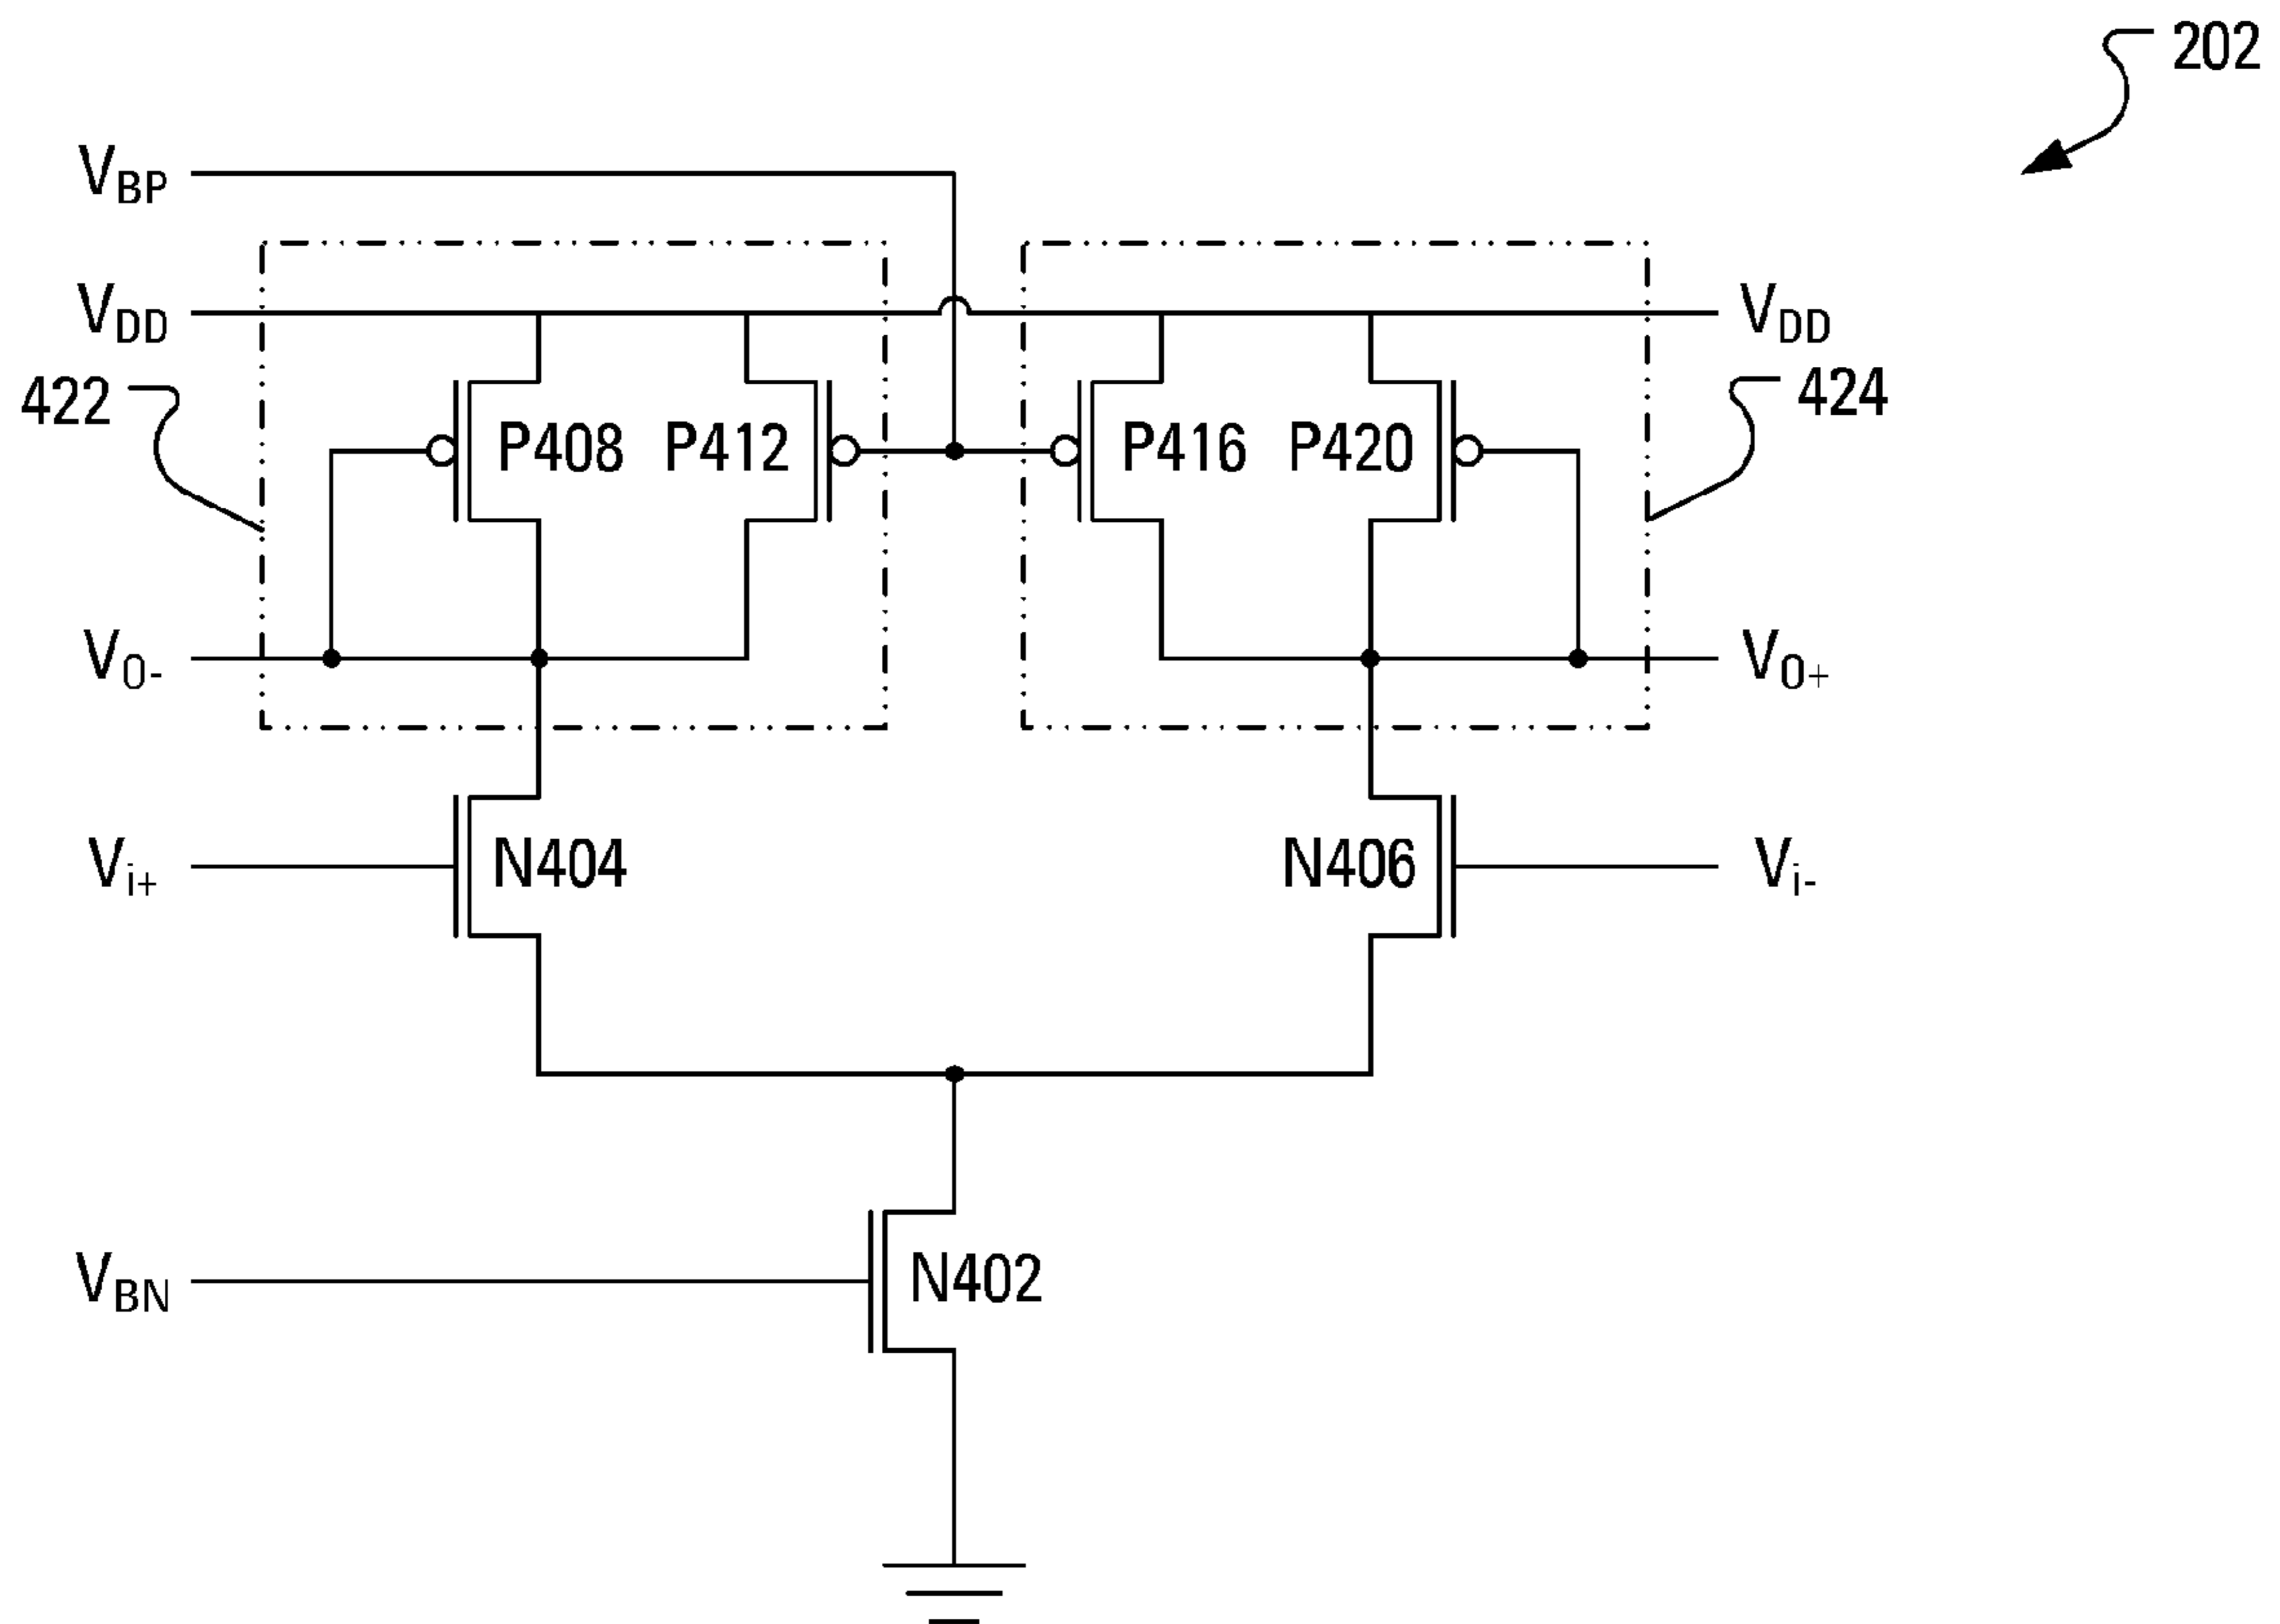 202
VBP
VDD VDD
422 424
P408 P412 P416 P420
VO- VO+
Vi+ N404 N406 Vi-
VBN N402